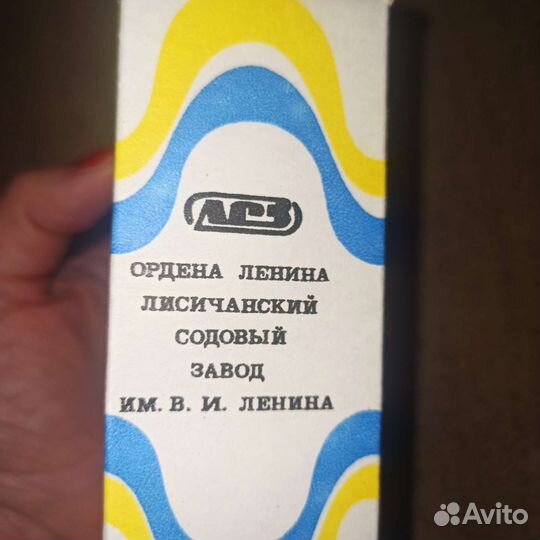 ЛСЗ
ОРДЕНА ЛЕНИНА
ЛИСИЧАНСКИЙ
СОДОВЫЙ
ЗАВОД
ИМ. В. И. ЛЕНИНА
Avito